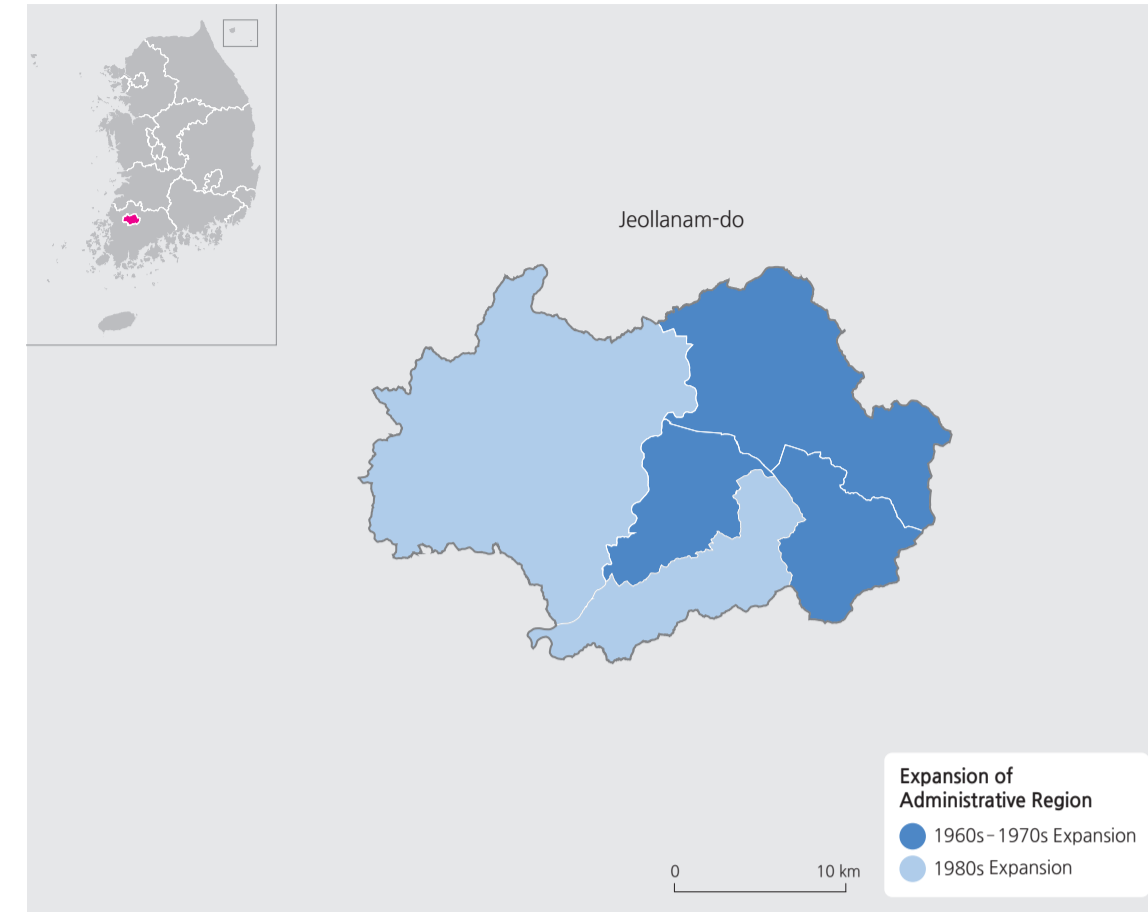 Jeollanam-do
Expansion of
Administrative Region
1960s–1970s Expansion
1980s Expansion
0 10 km